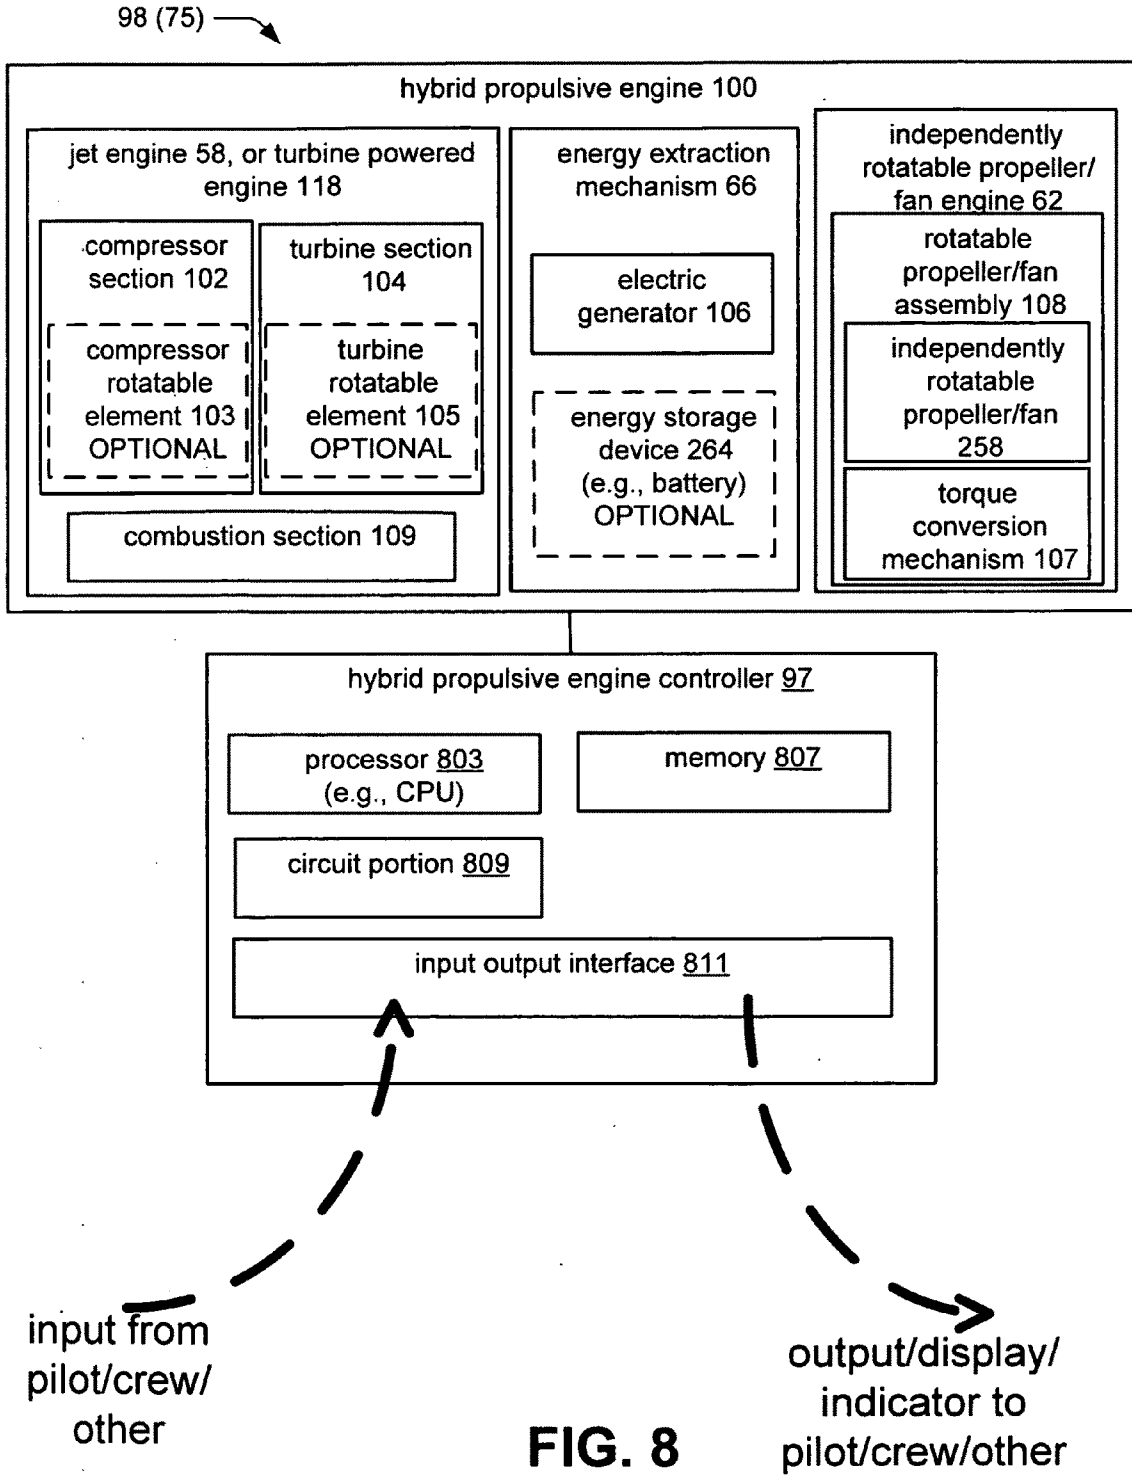 98 (75)
hybrid propulsive engine 100
jet engine 58, or turbine powered
engine 118
compressor
section 102
compressor
rotatable
element 103
OPTIONAL
turbine section
104
turbine
rotatable
element 105
OPTIONAL
combustion section 109
energy extraction
mechanism 66
electric
generator 106
energy storage
device 264
(e.g., battery)
OPTIONAL
independently
rotatable propeller/
fan engine 62
rotatable
propeller/fan
assembly 108
independently
rotatable
propeller/fan
258
torque
conversion
mechanism 107
hybrid propulsive engine controller 97
processor 803
(e.g., CPU)
memory 807
circuit portion 809
input output interface 811
input from
pilot/crew/
other
output/display/
indicator to
pilot/crew/other
FIG. 8